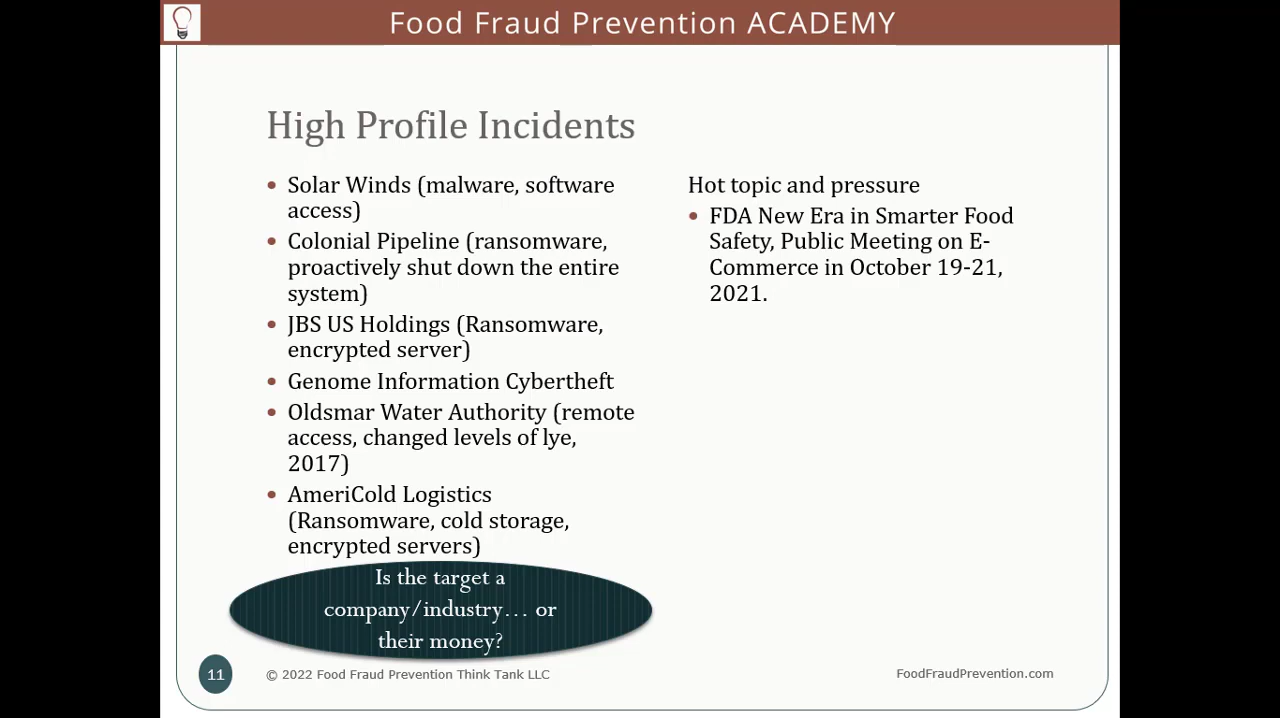 Food Fraud Prevention ACADEMY
High Profile Incidents
• Solar Winds (malware, software
access)
• Colonial Pipeline (ransomware,
proactively shut down the entire
system)
• JBS US Holdings (Ransomware,
encrypted server)
• Genome Information Cybertheft
• Oldsmar Water Authority (remote
access, changed levels of lye,
2017)
• AmeriCold Logistics
(Ransomware, cold storage,
encrypted servers)
Is the target a
company/industry... or
their money?
Hot topic and pressure
• FDA New Era in Smarter Food
Safety, Public Meeting on E-
Commerce in October 19-21,
2021.
11
© 2022 Food Fraud Prevention Think Tank LLC
FoodFraudPrevention.com